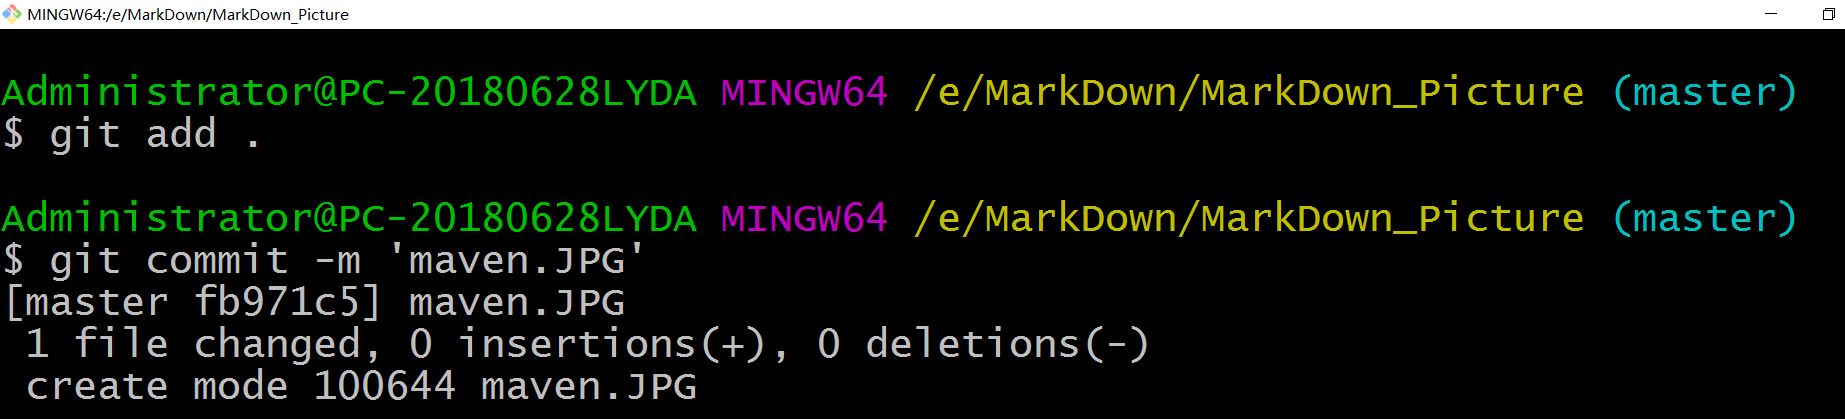 MINGW64:/e/MarkDown/MarkDown_Picture
Administrator@PC-20180628LYDA MINGW64 /e/MarkDown/MarkDown_Picture (master)
$ git add .
Administrator@PC-20180628LYDA MINGW64 /e/MarkDown/MarkDown_Picture (master)
$ git commit -m 'maven.JPG'
[master fb971c5] maven.JPG
 1 file changed, 0 insertions(+), 0 deletions(-)
 create mode 100644 maven.JPG